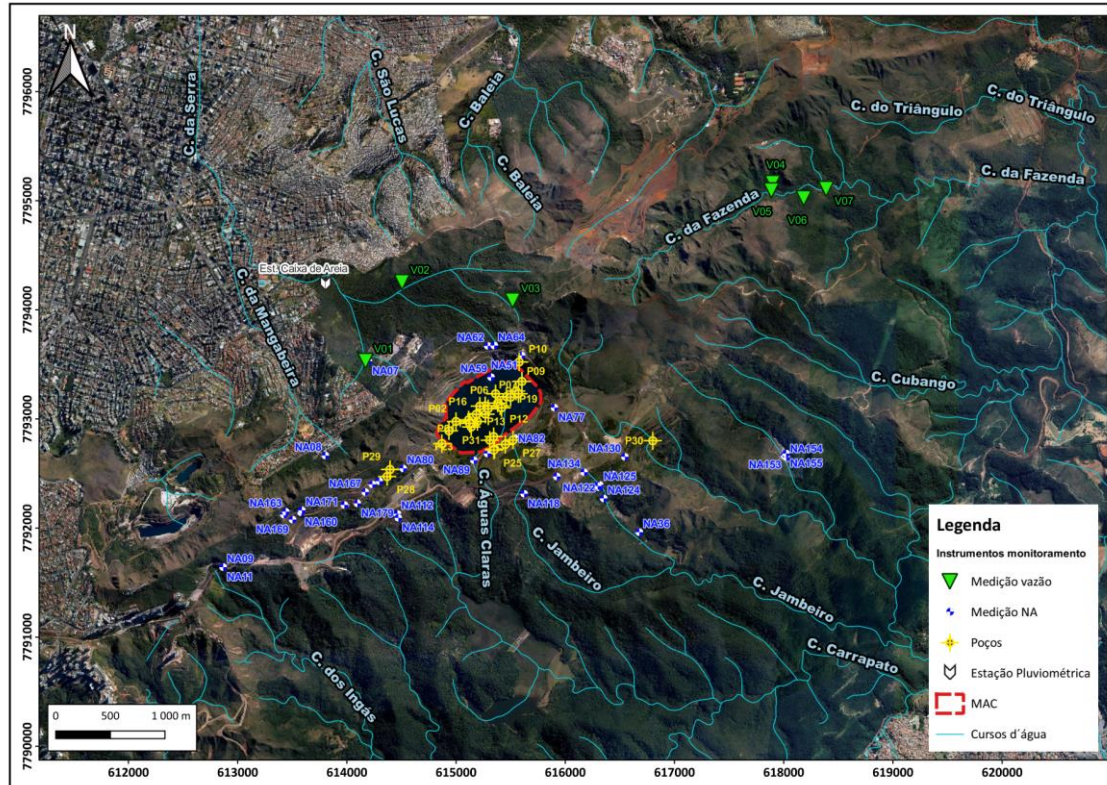 N
C. da Serra
C. São Lucas
C. Baleia
C. Baleia
C. do Triângulo
C. do Triângulo
C. da Fazenda
C. da Fazenda
V04
V05
V06
V07
Est. Caixa de Areia
C. da Mangabeira
V02
V03
V01
NA07
NA62
NA64
P10
NA59
NA51
P09
P06
P07
P19
P16
P02
P12
P13
P23
P31
NA82
P27
P25
NA77
NA08
P29
NA80
NA89
P28
NA167
NA163
NA171
NA169
NA160
NA170
NA112
NA114
NA09
NA11
NA130
P30
NA134
NA125
NA122
NA124
NA118
NA36
NA154
NA153
NA155
C. Cubango
C. Águas Claras
C. Jambeiro
C. Jambeiro
C. Carrapato
C. dos Ingás
Legenda
Instrumentos monitoramento
Medição vazão
Medição NA
Poços
Estação Pluviométrica
MAC
Cursos d´água
0 500 1 000 m
7796000
7795000
7794000
7793000
7792000
7791000
7790000
612000 613000 614000 615000 616000 617000 618000 619000 620000